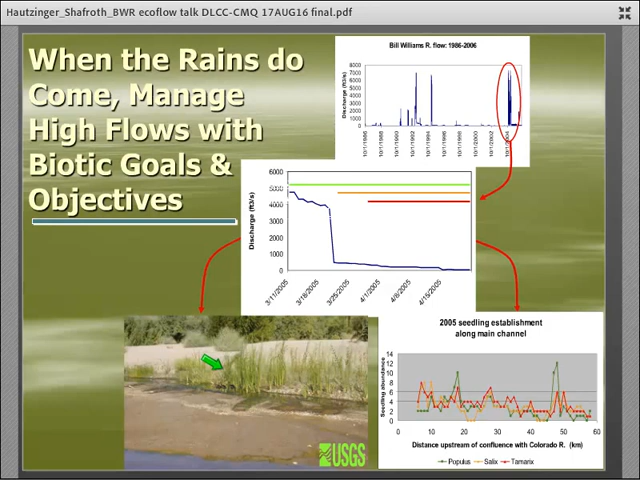 Hautzinger_Shafroth_BWR ecoflow talk DLCC-CMQ 17AUG16 final.pdf
When the Rains do
Come, Manage
High Flows with
Biotic Goals &
Objectives
Bill Williams R. flow: 1986-2006
Discharge (ft3/s)
8000
7000
6000
5000
4000
3000
2000
1000
0
10/1/1986
10/1/1988
10/1/1990
10/1/1992
10/1/1994
10/1/1996
10/1/1998
10/1/2000
10/1/2002
10/1/2004
Discharge (ft3/s)
6000
5000
4000
3000
2000
1000
0
3/11/2005
3/18/2005
3/25/2005
4/1/2005
4/8/2005
4/15/2005
USGS
2005 seedling establishment
along main channel
Seedling abundance
14
12
10
8
6
4
2
0
0 10 20 30 40 50 60
Distance upstream of confluence with Colorado R. (km)
Populus Salix Tamarix